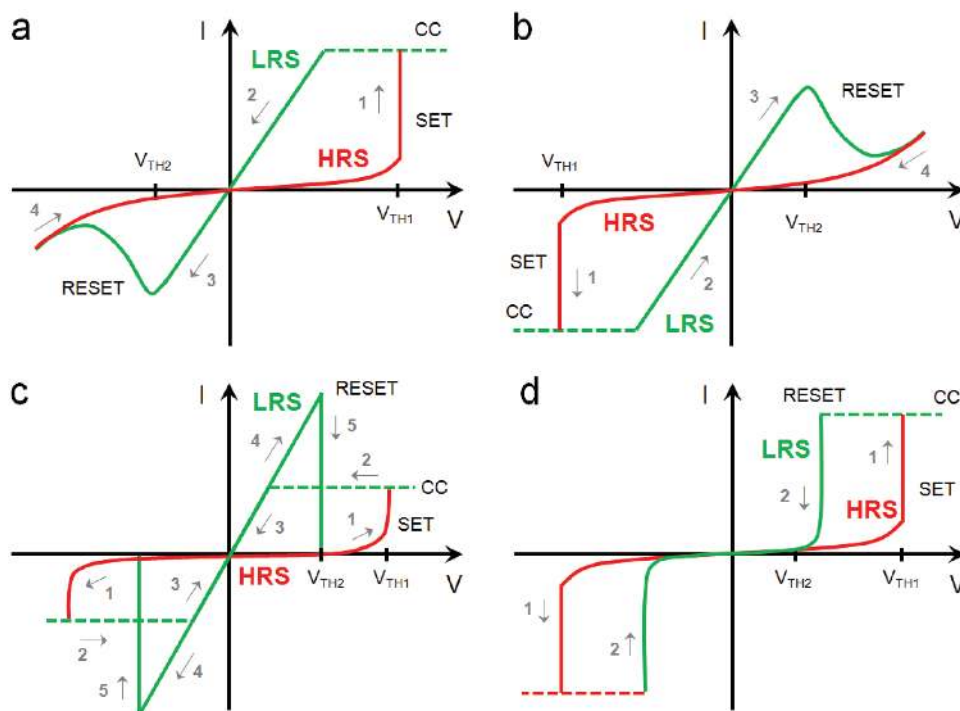 a
I
CC
LRS
2
1
SET
HRS
V_TH2
V_TH1
V
4
3
RESET
b
I
3
RESET
4
V_TH1
V_TH2
V
HRS
SET
1
2
CC
LRS
c
I
LRS
RESET
4
5
2
CC
3
1
SET
HRS
V_TH2
V_TH1
V
1
3
2
4
5
d
I
RESET
CC
LRS
1
2
HRS
SET
V_TH2
V_TH1
V
1
2